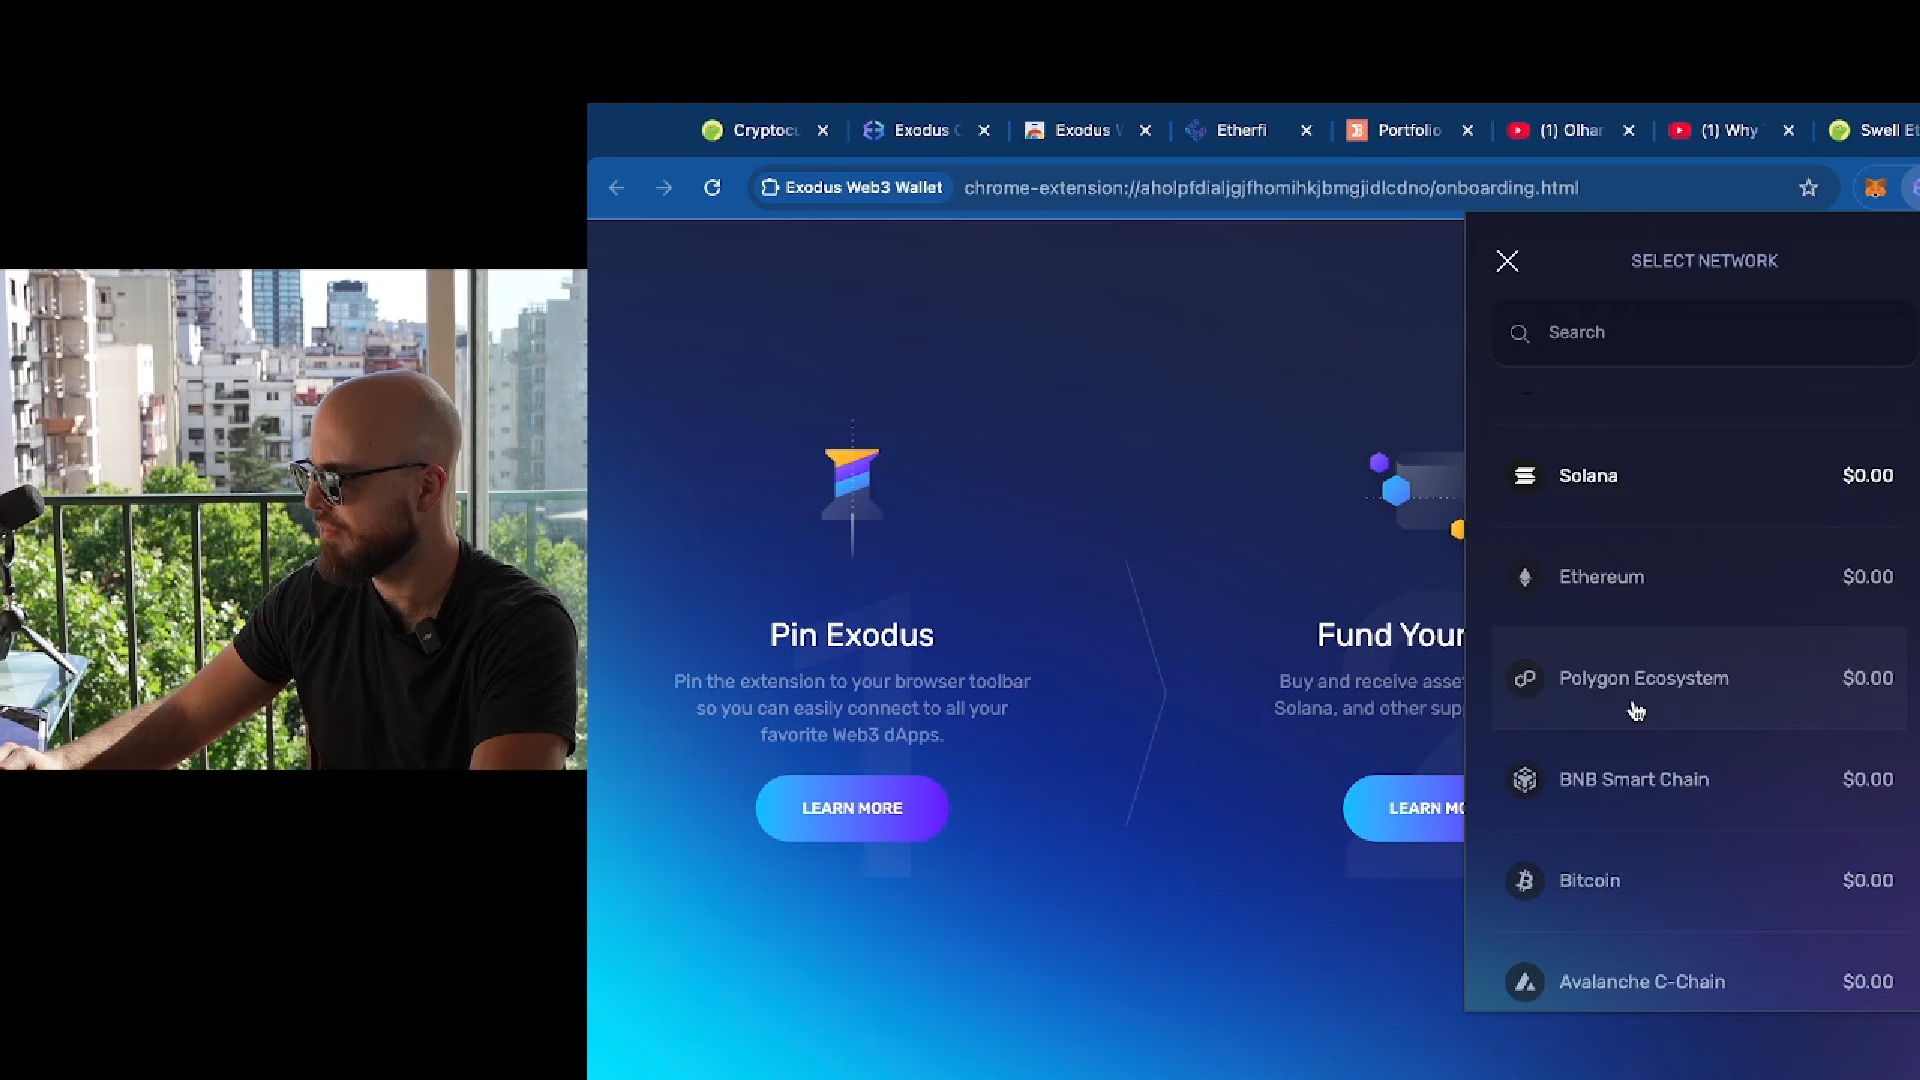 Cryptocu
Exodus
Exodus
Etherfi
Portfolio
(1) Olhar
(1) Why
Swell Et
Exodus Web3 Wallet
chrome-extension://aholpfdialjgjfhomihkjbmgjidlcdno/onboarding.html
SELECT NETWORK
Search
Solana
$0.00
Ethereum
$0.00
Polygon Ecosystem
$0.00
BNB Smart Chain
$0.00
Bitcoin
$0.00
Avalanche C-Chain
$0.00
1
Pin Exodus
Pin the extension to your browser toolbar
so you can easily connect to all your
favorite Web3 dApps.
LEARN MORE
2
Fund Your
Buy and receive asse
Solana, and other sup
LEARN MO